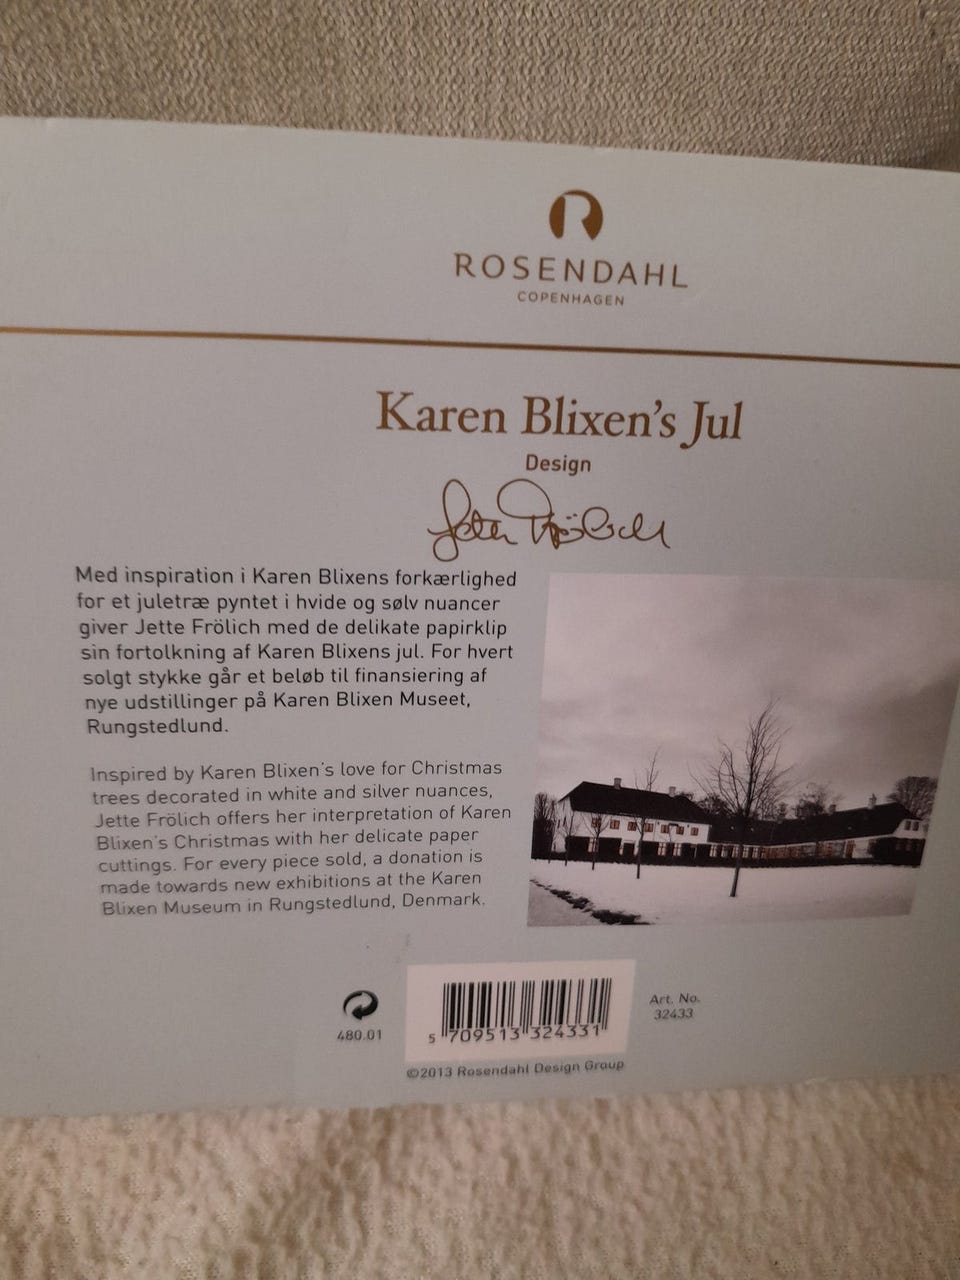 ROSENDAHL
COPENHAGEN
Karen Blixen's Jul
Design
Jette Frölich
Med inspiration i Karen Blixens forkærlighed
for et juletræ pyntet i hvide og sølv nuancer
giver Jette Frölich med de delikate papirklip
sin fortolkning af Karen Blixens jul. For hvert
solgt stykke går et beløb til finansiering af
nye udstillinger på Karen Blixen Museet,
Rungstedlund.
Inspired by Karen Blixen's love for Christmas
trees decorated in white and silver nuances,
Jette Frölich offers her interpretation of Karen
Blixen's Christmas with her delicate paper
cuttings. For every piece sold, a donation is
made towards new exhibitions at the Karen
Blixen Museum in Rungstedlund, Denmark.
480.01
5 709513 324331
Art. No.
32433
©2013 Rosendahl Design Group